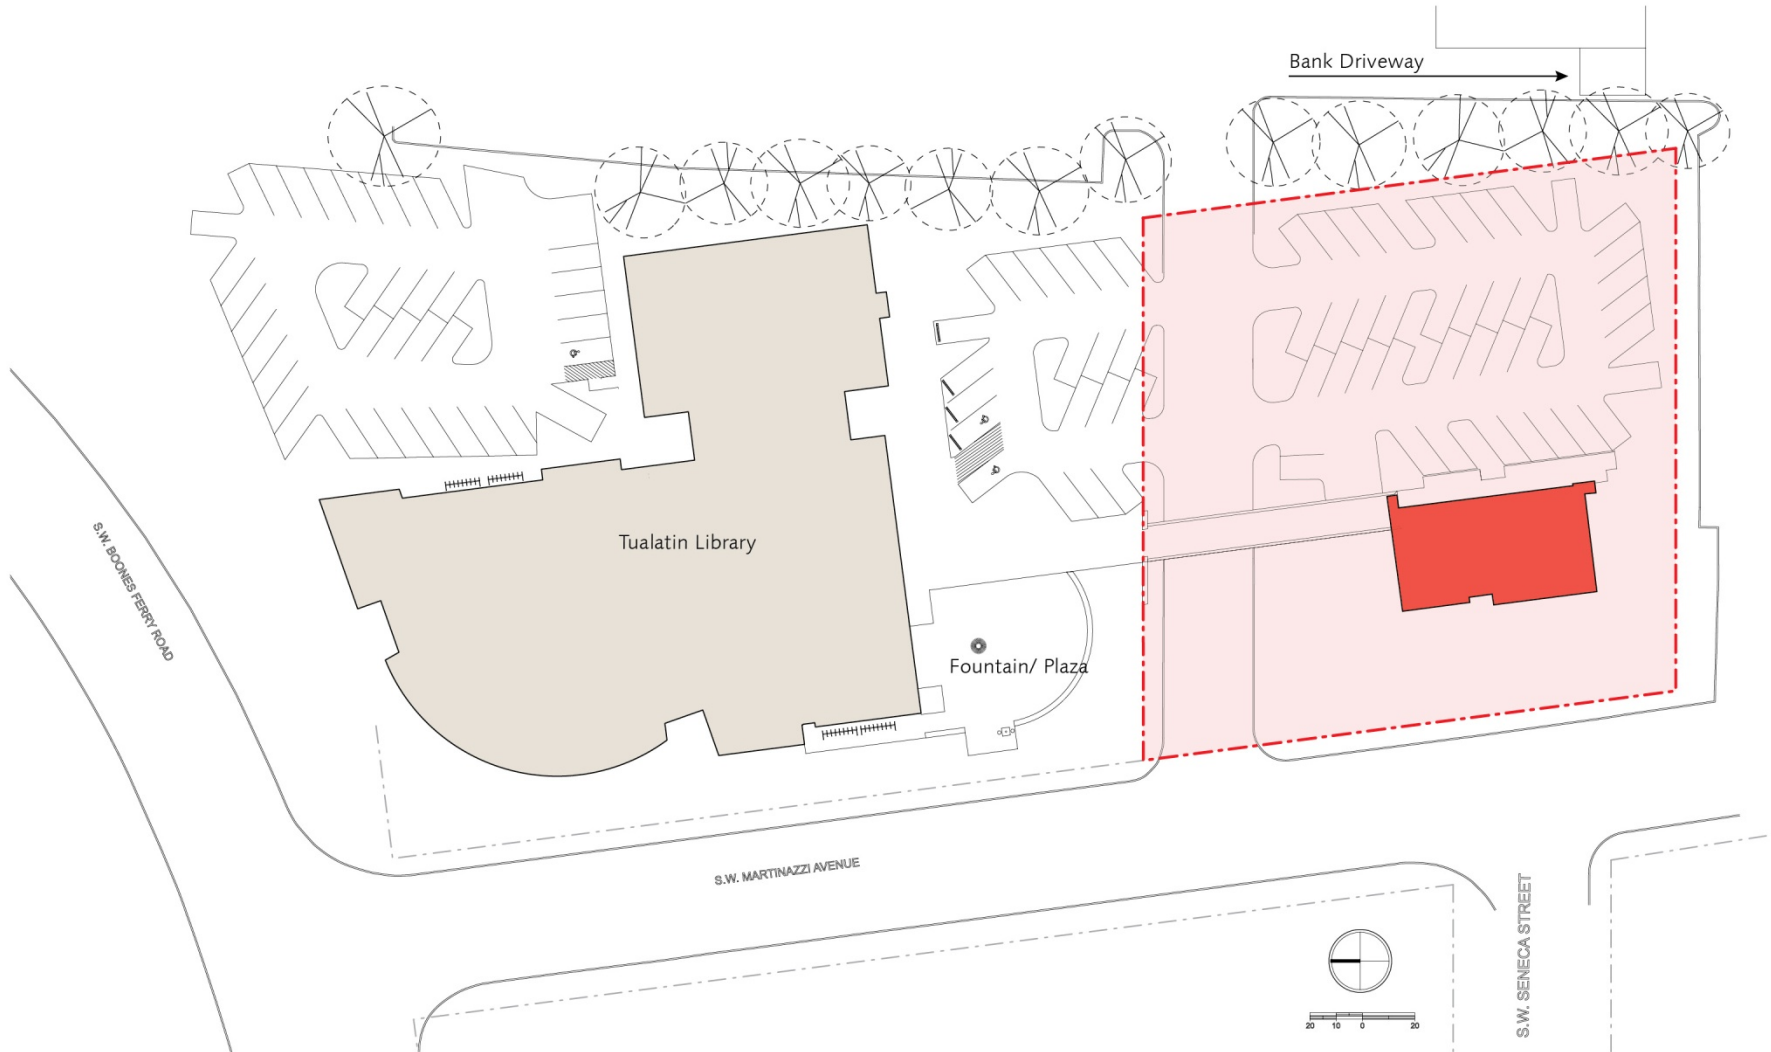 Bank Driveway
Tualatin Library
S.W. BOONES FERRY ROAD
Fountain/ Plaza
S.W. MARTINAZZI AVENUE
S.W. SENECA STREET
20 10 0 20